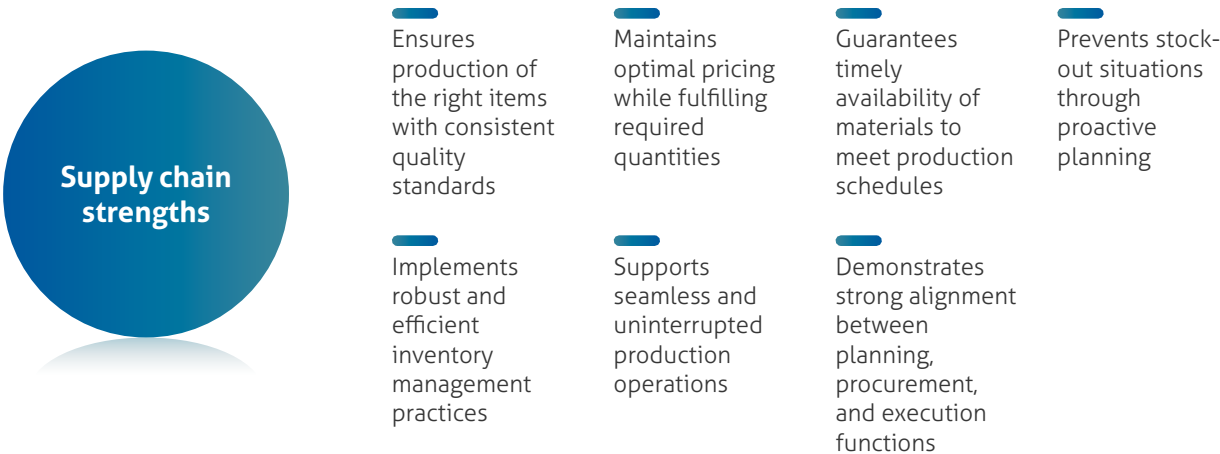 Supply chain
strengths
Ensures
production of
the right items
with consistent
quality
standards
Maintains
optimal pricing
while fulfilling
required
quantities
Guarantees
timely
availability of
materials to
meet production
schedules
Prevents stock-
out situations
through
proactive
planning
Implements
robust and
efficient
inventory
management
practices
Supports
seamless and
uninterrupted
production
operations
Demonstrates
strong alignment
between
planning,
procurement,
and execution
functions